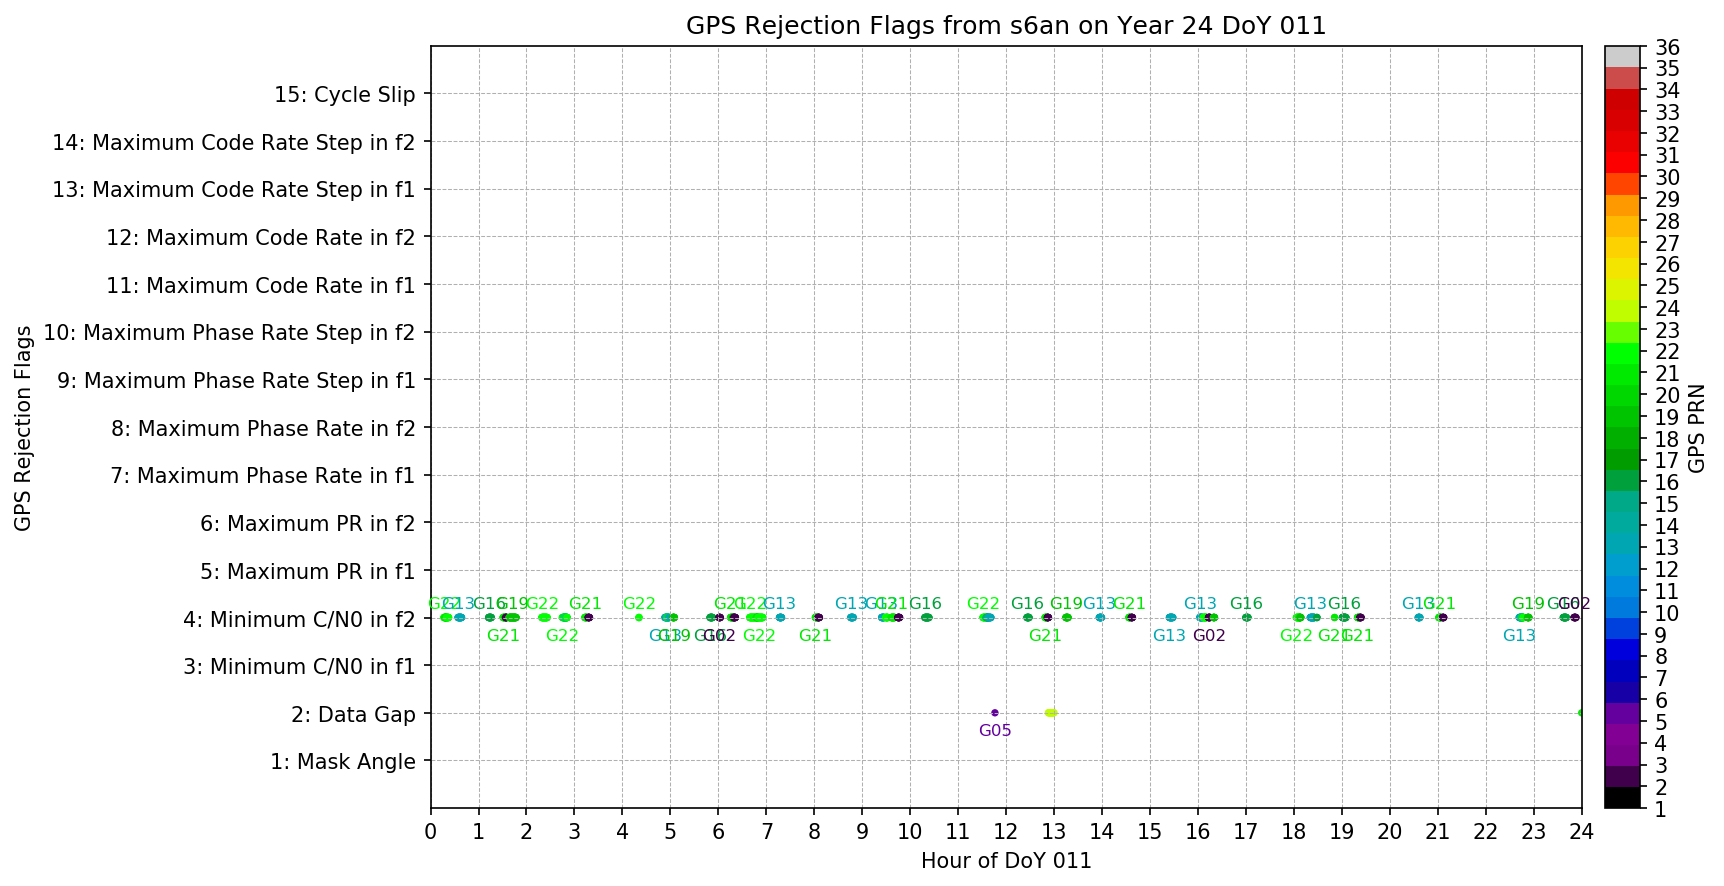 GPS Rejection Flags from s6an on Year 24 DoY 011
GPS Rejection Flags
15: Cycle Slip
14: Maximum Code Rate Step in f2
13: Maximum Code Rate Step in f1
12: Maximum Code Rate in f2
11: Maximum Code Rate in f1
10: Maximum Phase Rate Step in f2
9: Maximum Phase Rate Step in f1
8: Maximum Phase Rate in f2
7: Maximum Phase Rate in f1
6: Maximum PR in f2
5: Maximum PR in f1
4: Minimum C/N0 in f2
3: Minimum C/N0 in f1
2: Data Gap
1: Mask Angle
G13 G16 G19 G22 G21 G22 G22 G13 G13 G21 G16 G22 G16 G19 G13 G21 G13 G16 G13 G16 G21 G19 G02
G21 G22 G19 G02 G22 G21 G21 G13 G02 G22 G21 G13
G05
0 1 2 3 4 5 6 7 8 9 10 11 12 13 14 15 16 17 18 19 20 21 22 23 24
Hour of DoY 011
36
35
34
33
32
31
30
29
28
27
26
25
24
23
22
21
20
19
18
17
16
15
14
13
12
11
10
9
8
7
6
5
4
3
2
1
GPS PRN